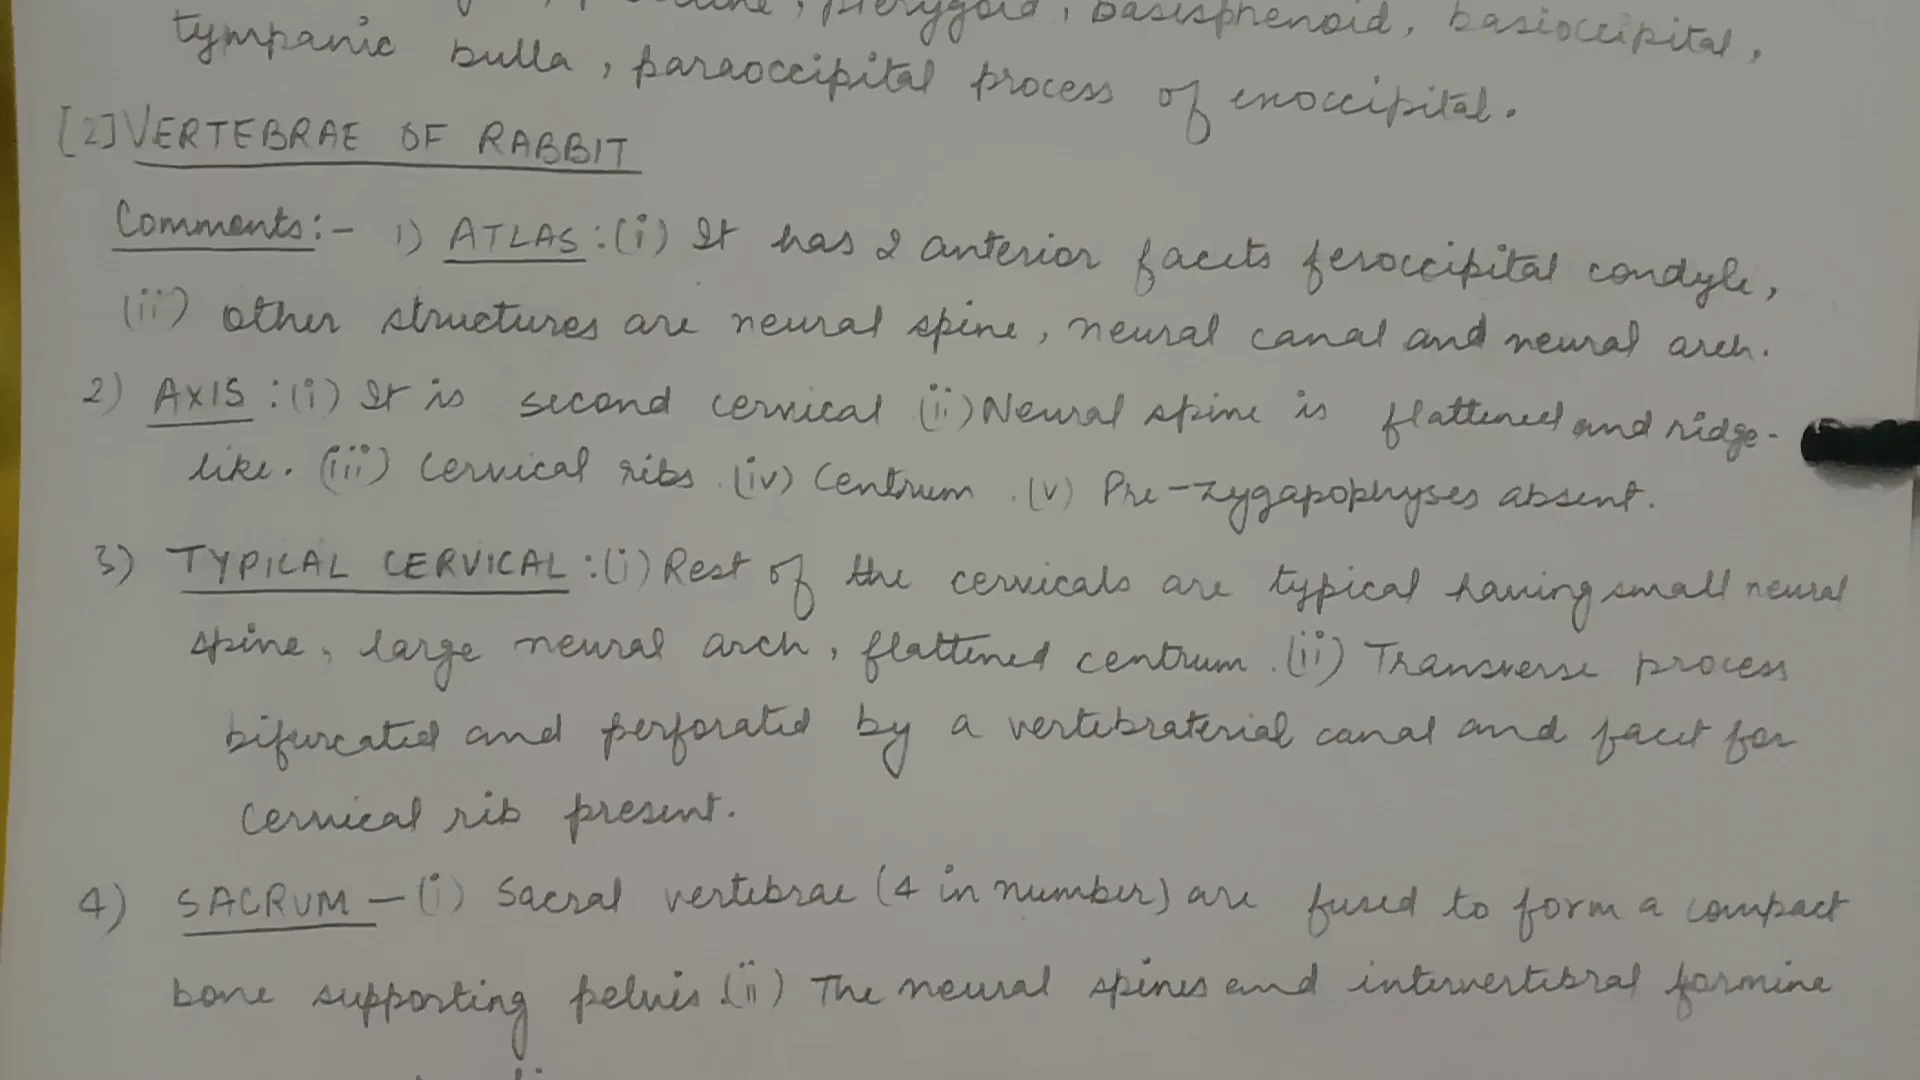 , pterygoid, basisphenoid, basioccipital,
tympanic bulla, paraoccipital process of exoccipital.
[2] VERTEBRAE OF RABBIT
Comments:- 1) ATLAS: (i) It has 2 anterior facets feroccipital condyle,
(ii) other structures are neural spine, neural canal and neural arch.
2) AXIS: (i) It is second cervical (ii) Neural spine is flattened and ridge-
like. (iii) Cervical ribs. (iv) Centrum. (v) Pre-zygapophyses absent.
3) TYPICAL CERVICAL: (i) Rest of the cervicals are typical having small neural
spine, large neural arch, flattened centrum. (ii) Transverse process
bifurcated and perforated by a vertebraterial canal and facet for
cervical rib present.
4) SACRUM - (i) Sacral vertebrae (4 in number) are fused to form a compact
bone supporting pelvis. (ii) The neural spines and intervertebral formine